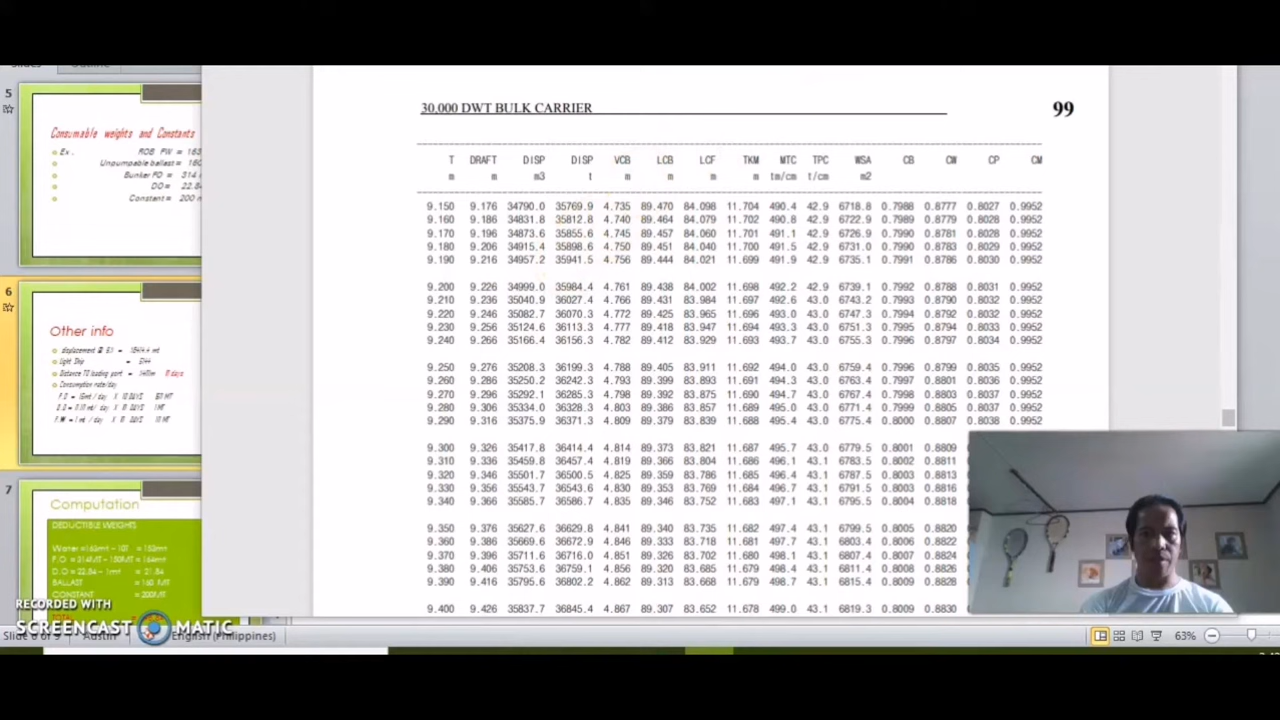 5
Consumable weights and Constants
Ex.
Unpumpable ballast =
Bunker FO = 314
DO = 22.84
Constant = 200
6
Other info
displacement @
Light Ship =
Distance TO loading port =
Consumption rate/day
7
Computation
DEDUCTIBLE WEIGHTS
BALLAST = 160 MT
CONSTANT = 200MT
RECORDED WITH
SCREENCAST MATIC
30,000 DWT BULK CARRIER 99
T DRAFT DISP DISP VCB LCB LCF TKM MTC TPC WSA CB CW CP CM
m m m3 t m m m m tm/cm t/cm m2
9.150 9.176 34790.0 35769.9 4.735 89.470 84.098 11.704 490.4 42.9 6718.8 0.7988 0.8777 0.8027 0.9952
9.160 9.186 34831.8 35812.8 4.740 89.464 84.079 11.702 490.8 42.9 6722.9 0.7989 0.8779 0.8028 0.9952
9.170 9.196 34873.6 35855.6 4.745 89.457 84.060 11.701 491.1 42.9 6726.9 0.7990 0.8781 0.8028 0.9952
9.180 9.206 34915.4 35898.6 4.750 89.451 84.040 11.700 491.5 42.9 6731.0 0.7990 0.8783 0.8029 0.9952
9.190 9.216 34957.2 35941.5 4.756 89.444 84.021 11.699 491.9 42.9 6735.1 0.7991 0.8786 0.8030 0.9952
9.200 9.226 34999.0 35984.4 4.761 89.438 84.002 11.698 492.2 42.9 6739.1 0.7992 0.8788 0.8031 0.9952
9.210 9.236 35040.9 36027.4 4.766 89.431 83.984 11.697 492.6 43.0 6743.2 0.7993 0.8790 0.8032 0.9952
9.220 9.246 35082.7 36070.3 4.772 89.425 83.965 11.696 493.0 43.0 6747.3 0.7994 0.8792 0.8032 0.9952
9.230 9.256 35124.6 36113.3 4.777 89.418 83.947 11.694 493.3 43.0 6751.3 0.7995 0.8794 0.8033 0.9952
9.240 9.266 35166.4 36156.3 4.782 89.412 83.929 11.693 493.7 43.0 6755.3 0.7996 0.8797 0.8034 0.9952
9.250 9.276 35208.3 36199.3 4.788 89.405 83.911 11.692 494.0 43.0 6759.4 0.7996 0.8799 0.8035 0.9952
9.260 9.286 35250.2 36242.3 4.793 89.399 83.893 11.691 494.3 43.0 6763.4 0.7997 0.8801 0.8036 0.9952
9.270 9.296 35292.1 36285.3 4.798 89.392 83.875 11.690 494.7 43.0 6767.4 0.7998 0.8803 0.8037 0.9952
9.280 9.306 35334.0 36328.3 4.803 89.386 83.857 11.689 495.0 43.0 6771.4 0.7999 0.8805 0.8037 0.9952
9.290 9.316 35375.9 36371.3 4.809 89.379 83.839 11.688 495.4 43.0 6775.4 0.8000 0.8807 0.8038 0.9952
9.300 9.326 35417.8 36414.4 4.814 89.373 83.821 11.687 495.7 43.0 6779.5 0.8001 0.8809
9.310 9.336 35459.8 36457.4 4.819 89.366 83.804 11.686 496.1 43.1 6783.5 0.8002 0.8811
9.320 9.346 35501.7 36500.5 4.825 89.359 83.786 11.685 496.4 43.1 6787.5 0.8003 0.8813
9.330 9.356 35543.7 36543.6 4.830 89.353 83.769 11.684 496.7 43.1 6791.5 0.8003 0.8816
9.340 9.366 35585.7 36586.7 4.835 89.346 83.752 11.683 497.1 43.1 6795.5 0.8004 0.8818
9.350 9.376 35627.6 36629.8 4.841 89.340 83.735 11.682 497.4 43.1 6799.5 0.8005 0.8820
9.360 9.386 35669.6 36672.9 4.846 89.333 83.718 11.681 497.7 43.1 6803.4 0.8006 0.8822
9.370 9.396 35711.6 36716.0 4.851 89.326 83.702 11.680 498.1 43.1 6807.4 0.8007 0.8824
9.380 9.406 35753.6 36759.1 4.856 89.320 83.685 11.679 498.4 43.1 6811.4 0.8008 0.8826
9.390 9.416 35795.6 36802.2 4.862 89.313 83.668 11.679 498.7 43.1 6815.4 0.8009 0.8828
9.400 9.426 35837.7 36845.4 4.867 89.307 83.652 11.678 499.0 43.1 6819.3 0.8009 0.8830
English (Philippines)
63%